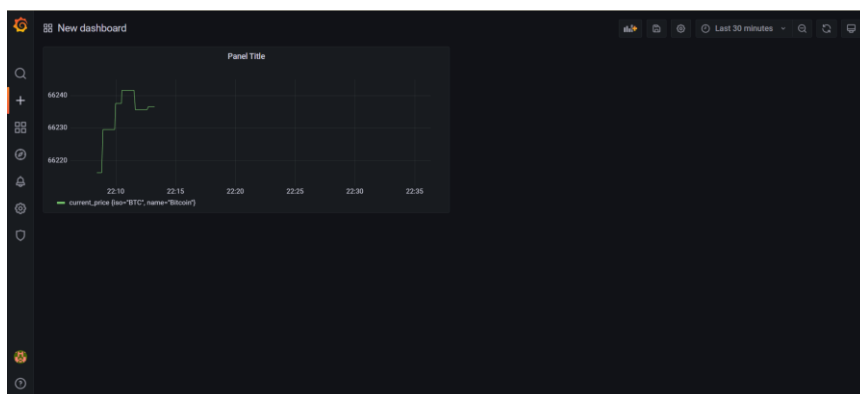 New dashboard
Last 30 minutes
Panel Title
66240
66230
66220
22:10 22:15 22:20 22:25 22:30 22:35
current_price {iso="BTC", name="Bitcoin"}